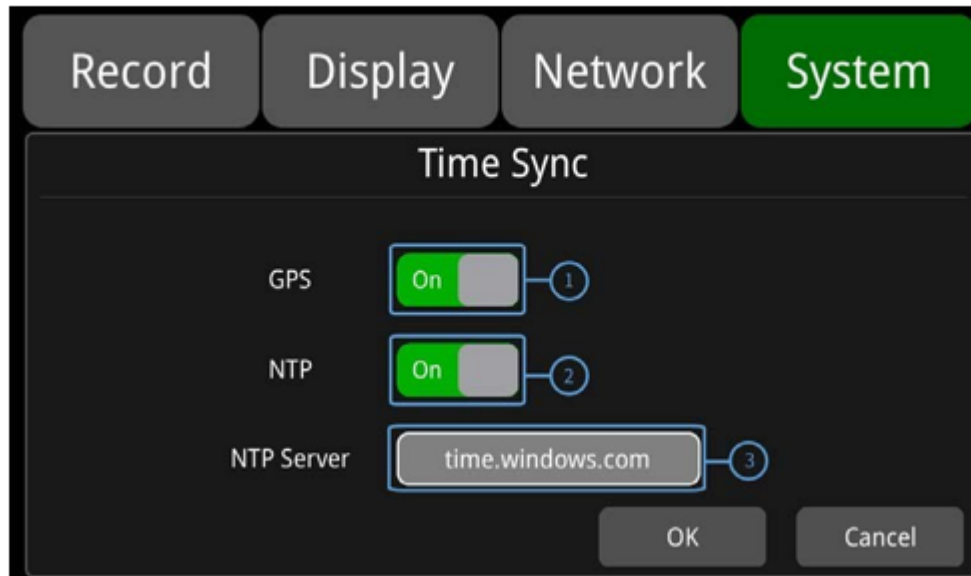 Record Display Network System
Time Sync
GPS On 1
NTP On 2
NTP Server time.windows.com 3
OK Cancel